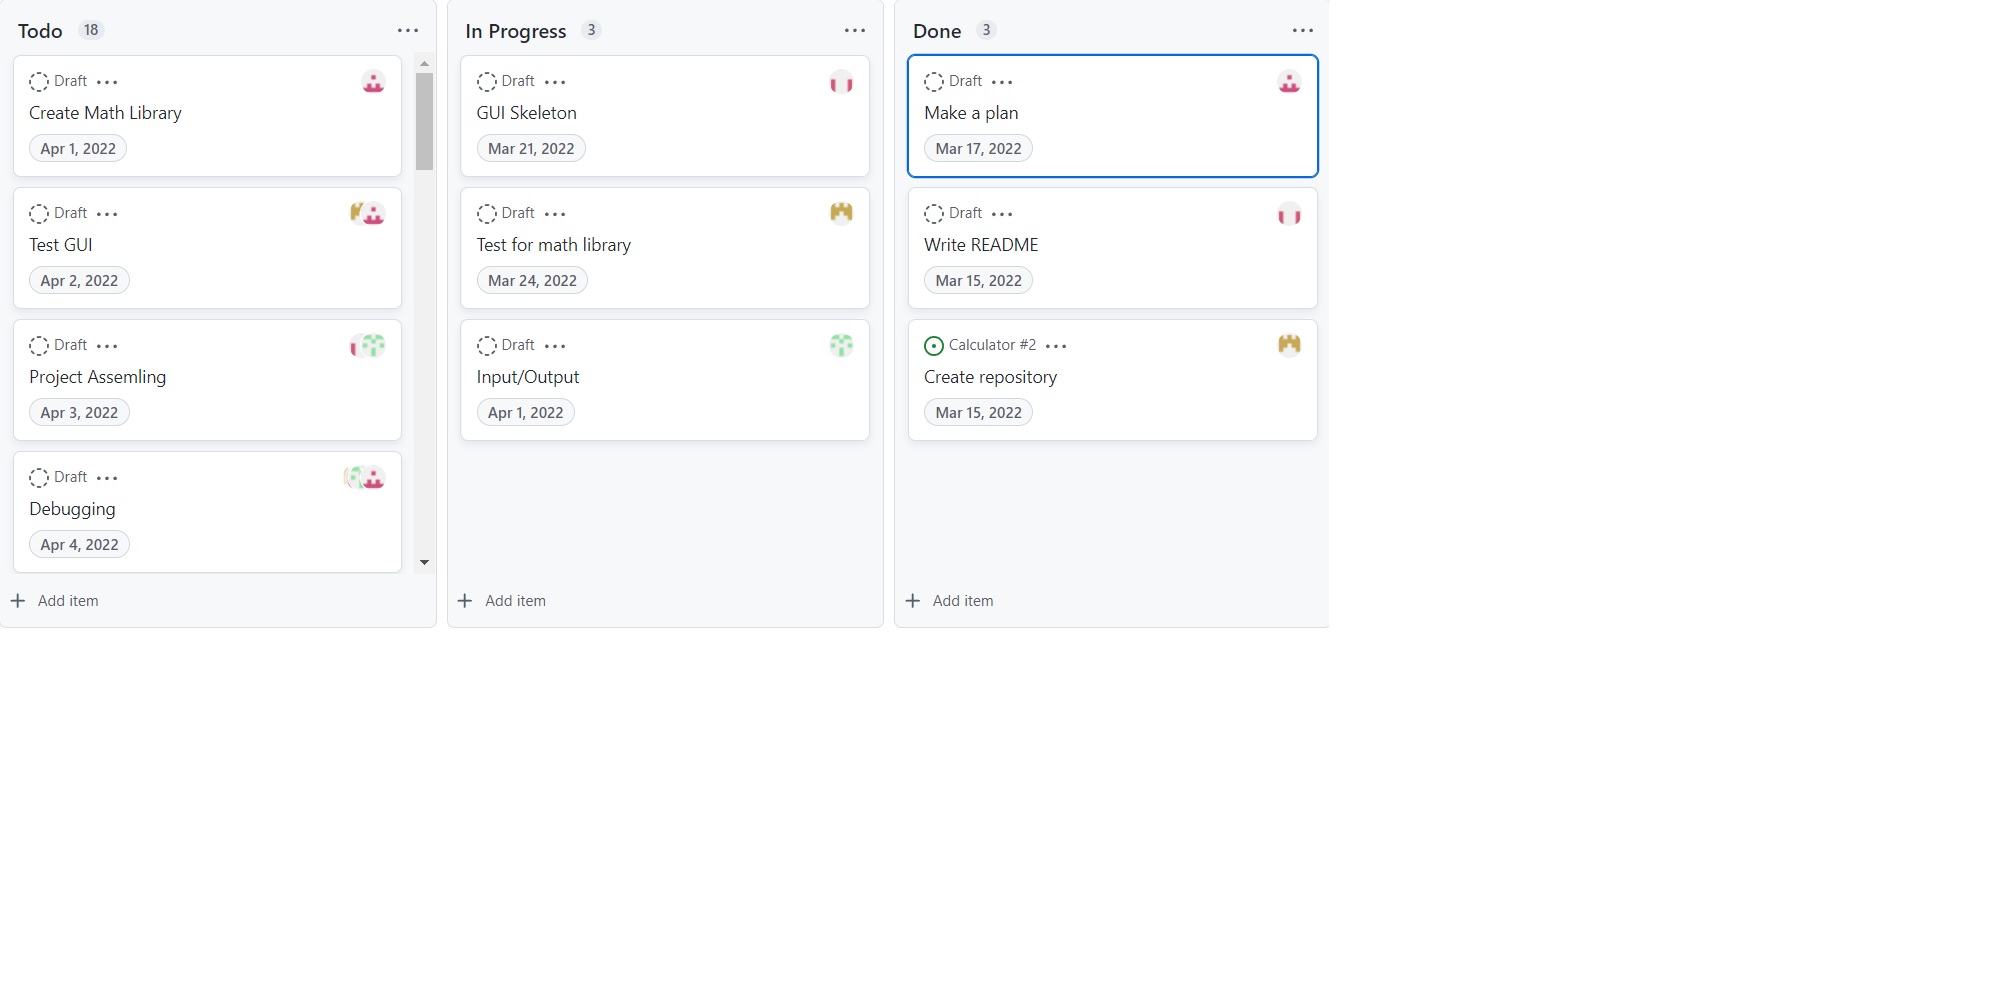 Todo 18
Draft
Create Math Library
Apr 1, 2022
Draft
Test GUI
Apr 2, 2022
Draft
Project Assemling
Apr 3, 2022
Draft
Debugging
Apr 4, 2022
Add item
In Progress 3
Draft
GUI Skeleton
Mar 21, 2022
Draft
Test for math library
Mar 24, 2022
Draft
Input/Output
Apr 1, 2022
Add item
Done 3
Draft
Make a plan
Mar 17, 2022
Draft
Write README
Mar 15, 2022
Calculator #2
Create repository
Mar 15, 2022
Add item